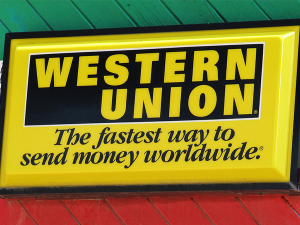 WESTERN
UNION®
The fastest way to
send money worldwide.®